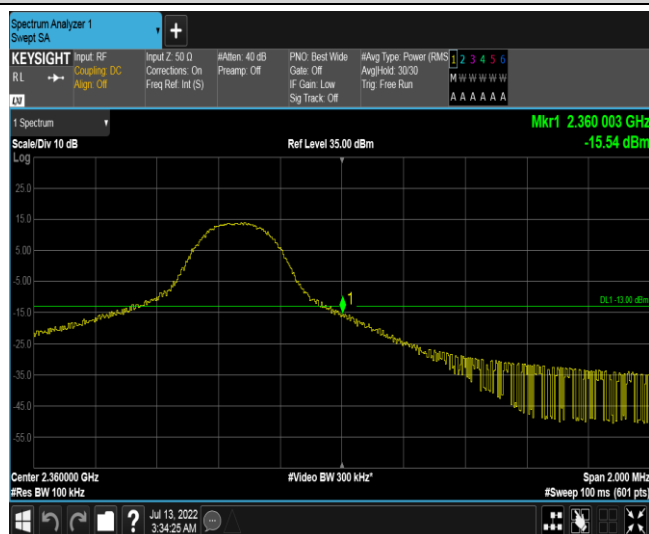 Spectrum Analyzer 1
Swept SA
+
KEYSIGHT Input: RF Input Z: 50 Ω #Atten: 40 dB PNO: Best Wide #Avg Type: Power (RMS 1 2 3 4 5 6
RL Coupling: DC Corrections: On Preamp: Off Gate: Off Avg|Hold: 30/30 M W W W W W
Align: Off Freq Ref: Int (S) IF Gain: Low Trig: Free Run
LXI Sig Track: Off A A A A A A
1 Spectrum Mkr1 2.360 003 GHz
Scale/Div 10 dB Ref Level 35.00 dBm -15.54 dBm
Log
25.0
15.0
5.00
-5.00
1
DL1 -13.00 dBm
-15.0
-25.0
-35.0
-45.0
-55.0
Center 2.360000 GHz #Video BW 300 kHz* Span 2.000 MHz
#Res BW 100 kHz #Sweep 100 ms (601 pts)
? Jul 13, 2022
3:34:25 AM